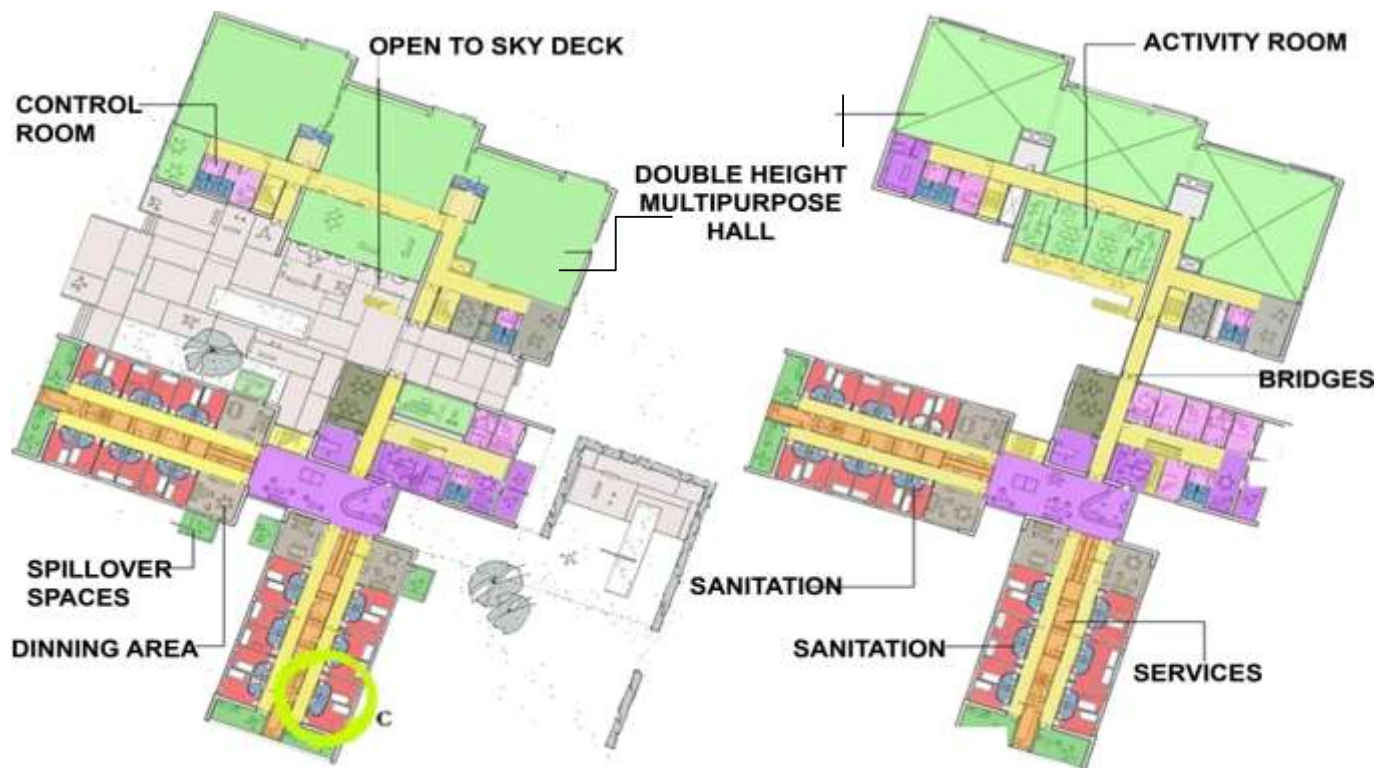 OPEN TO SKY DECK
ACTIVITY ROOM
CONTROL
ROOM
DOUBLE HEIGHT
MULTIPURPOSE
HALL
BRIDGES
SPILLOVER
SPACES
SANITATION
DINNING AREA
SANITATION
SERVICES
C